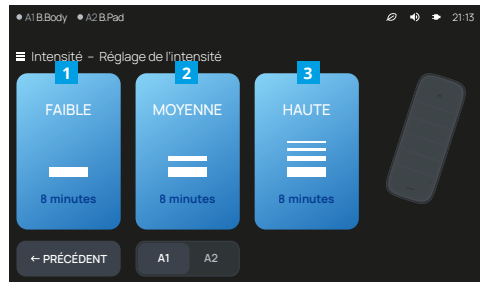 A1 B.Body A2 B.Pad 21:13
Intensité – Réglage de l'intensité
1 2 3
FAIBLE MOYENNE HAUTE
8 minutes 8 minutes 8 minutes
← PRÉCÉDENT A1 A2